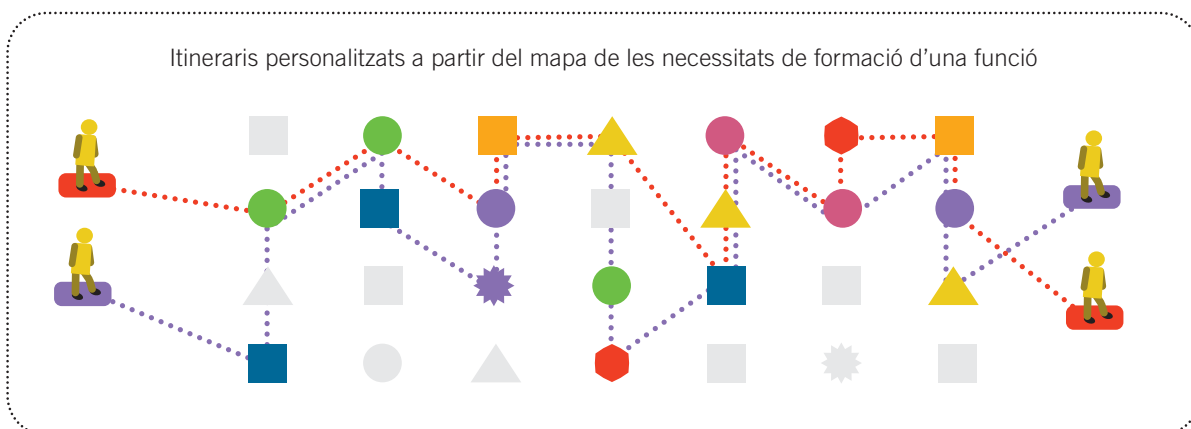 Itineraris personalitzats a partir del mapa de les necessitats de formació d’una funció